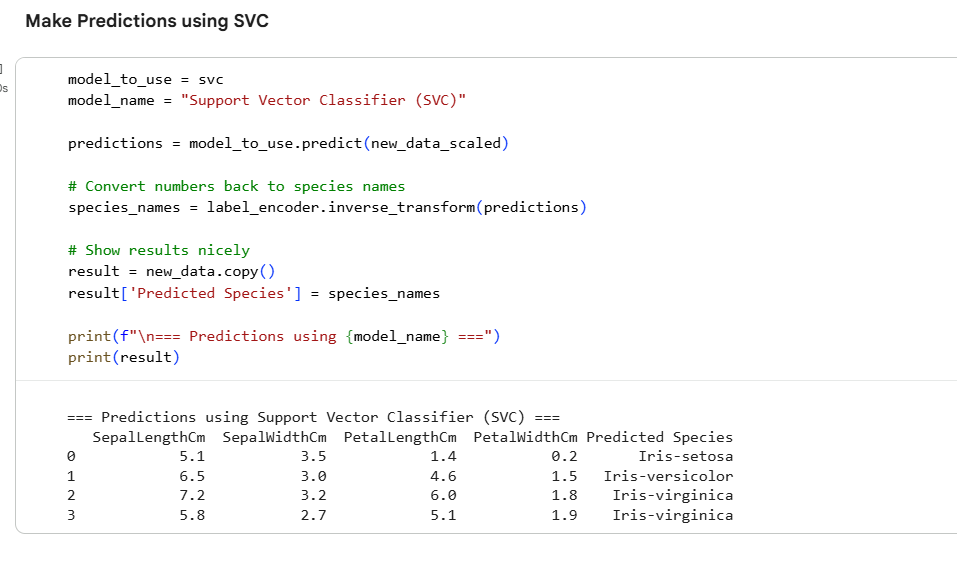 Make Predictions using SVC
]
0s
model_to_use = svc
model_name = "Support Vector Classifier (SVC)"
predictions = model_to_use.predict(new_data_scaled)
# Convert numbers back to species names
species_names = label_encoder.inverse_transform(predictions)
# Show results nicely
result = new_data.copy()
result['Predicted Species'] = species_names
print(f"\n=== Predictions using {model_name} ===")
print(result)
=== Predictions using Support Vector Classifier (SVC) ===
SepalLengthCm SepalWidthCm PetalLengthCm PetalWidthCm Predicted Species
0 5.1 3.5 1.4 0.2 Iris-setosa
1 6.5 3.0 4.6 1.5 Iris-versicolor
2 7.2 3.2 6.0 1.8 Iris-virginica
3 5.8 2.7 5.1 1.9 Iris-virginica